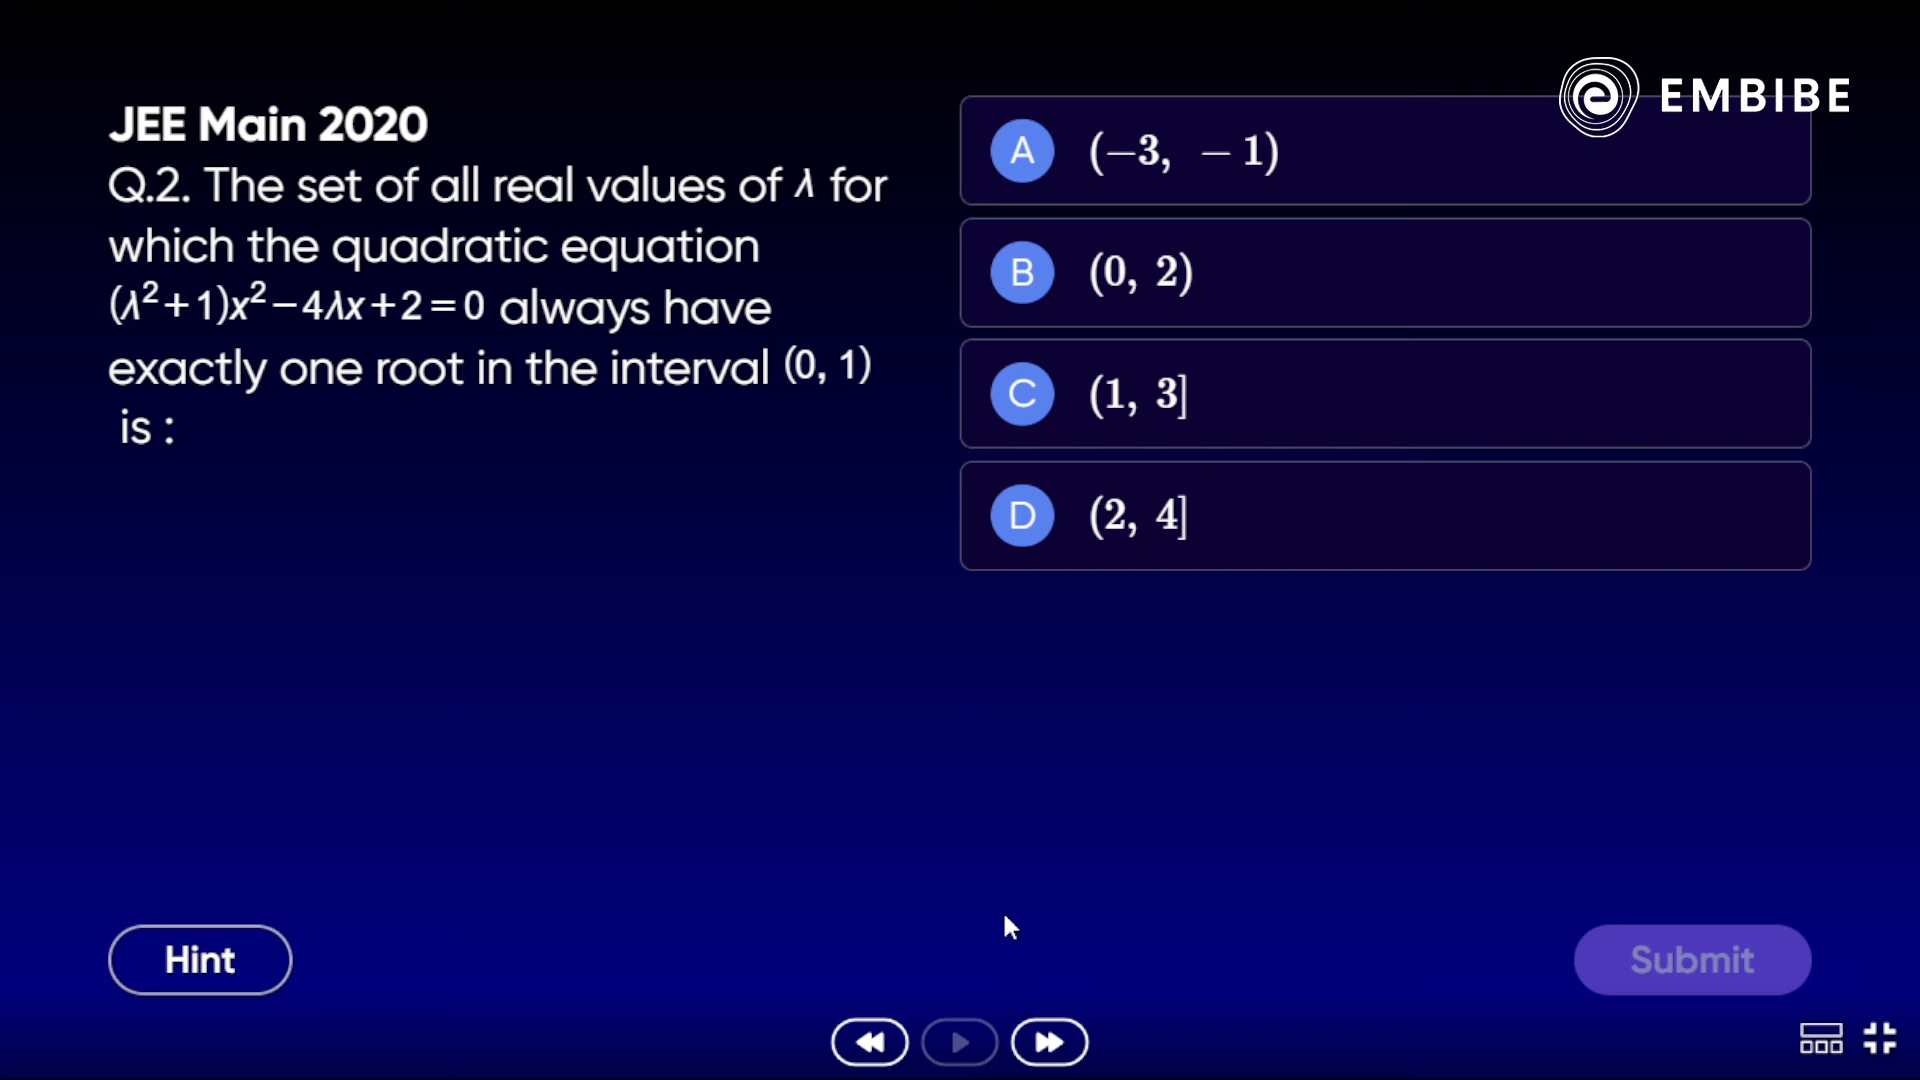 EMBIBE
JEE Main 2020
Q.2. The set of all real values of λ for
which the quadratic equation
(λ²+1)x²−4λx+2=0 always have
exactly one root in the interval (0, 1)
is :
A (−3, −1)
B (0, 2)
C (1, 3]
D (2, 4]
Hint
Submit